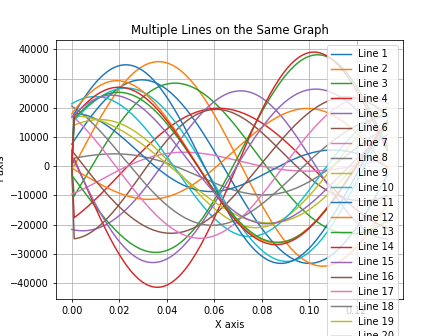 Multiple Lines on the Same Graph
40000
30000
20000
10000
0
−10000
−20000
−30000
−40000
0.00
0.02
0.04
0.06
0.08
0.10
X axis
Line 1
Line 2
Line 3
Line 4
Line 5
Line 6
Line 7
Line 8
Line 9
Line 10
Line 11
Line 12
Line 13
Line 14
Line 15
Line 16
Line 17
Line 18
Line 19